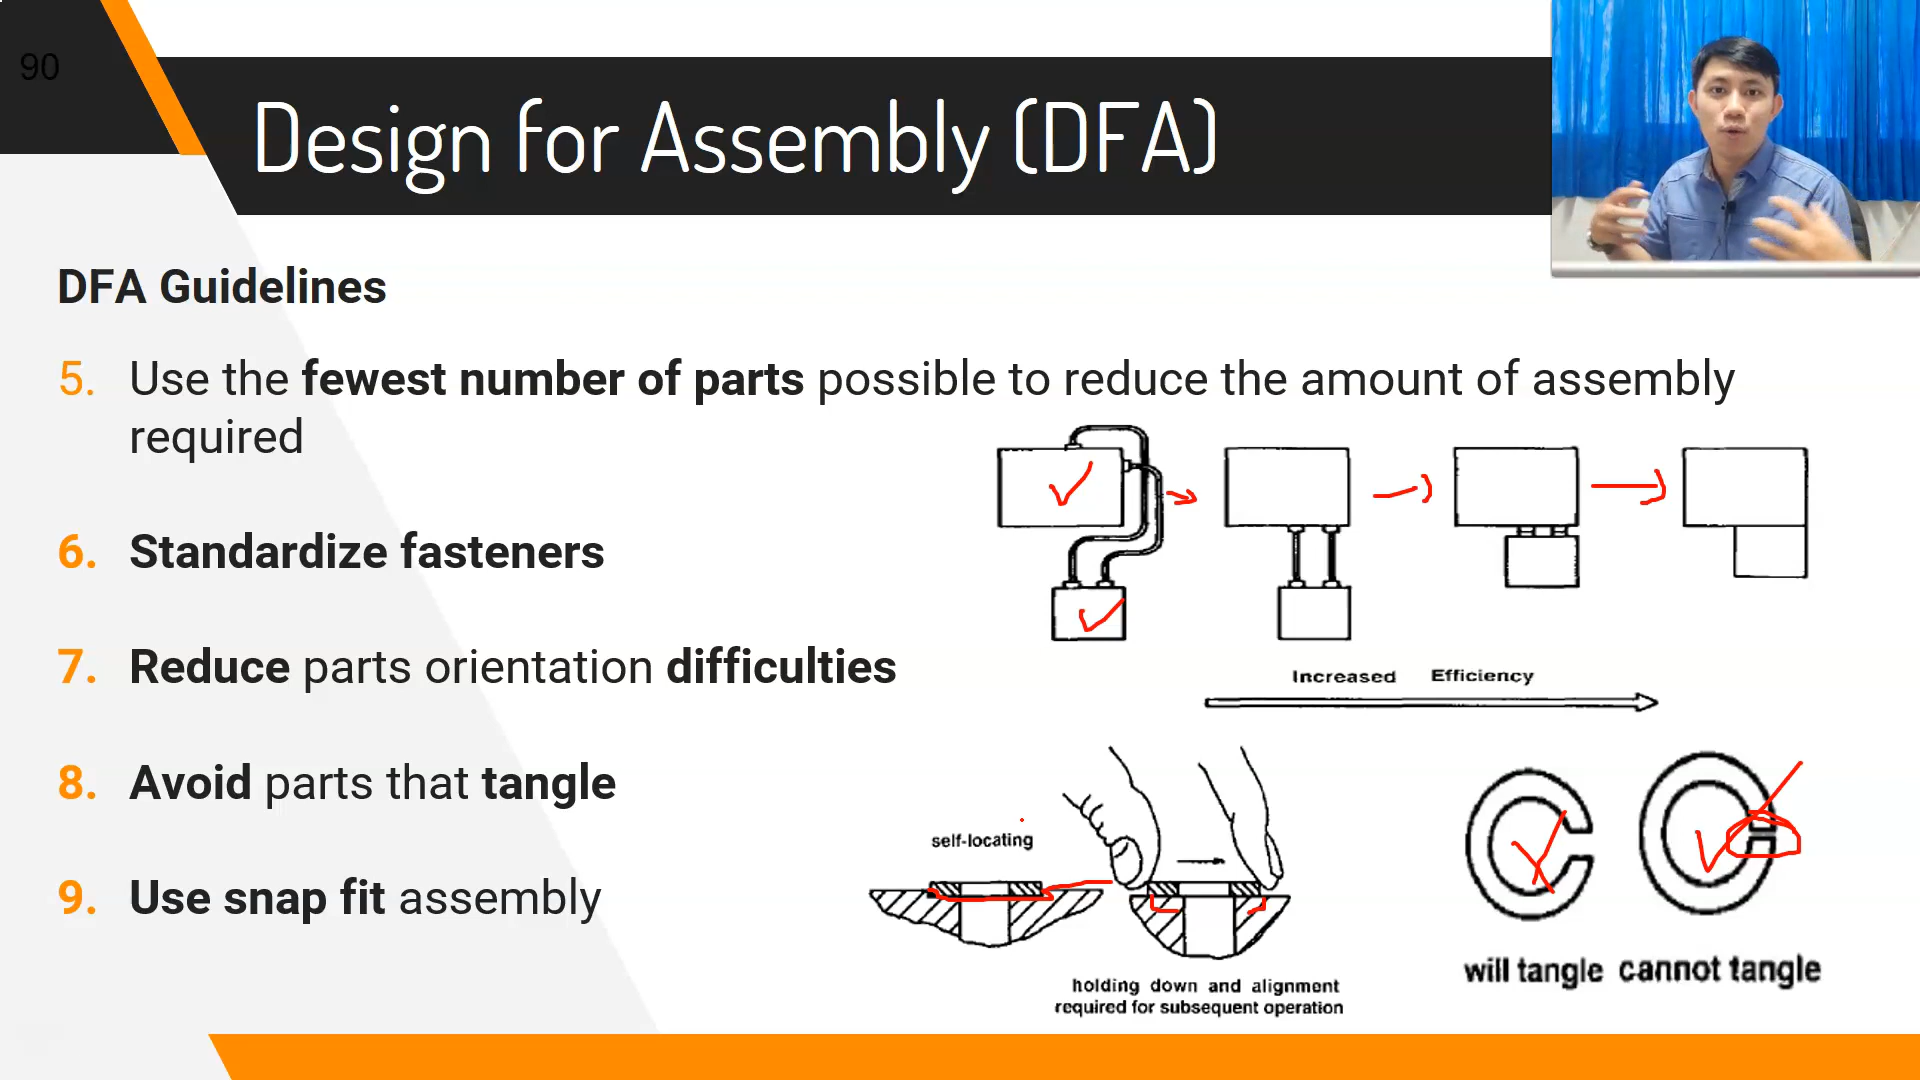 90
Design for Assembly (DFA)
DFA Guidelines
5. Use the fewest number of parts possible to reduce the amount of assembly
required
6. Standardize fasteners
7. Reduce parts orientation difficulties
8. Avoid parts that tangle
9. Use snap fit assembly
Increased Efficiency
self-locating
holding down and alignment
required for subsequent operation
will tangle cannot tangle